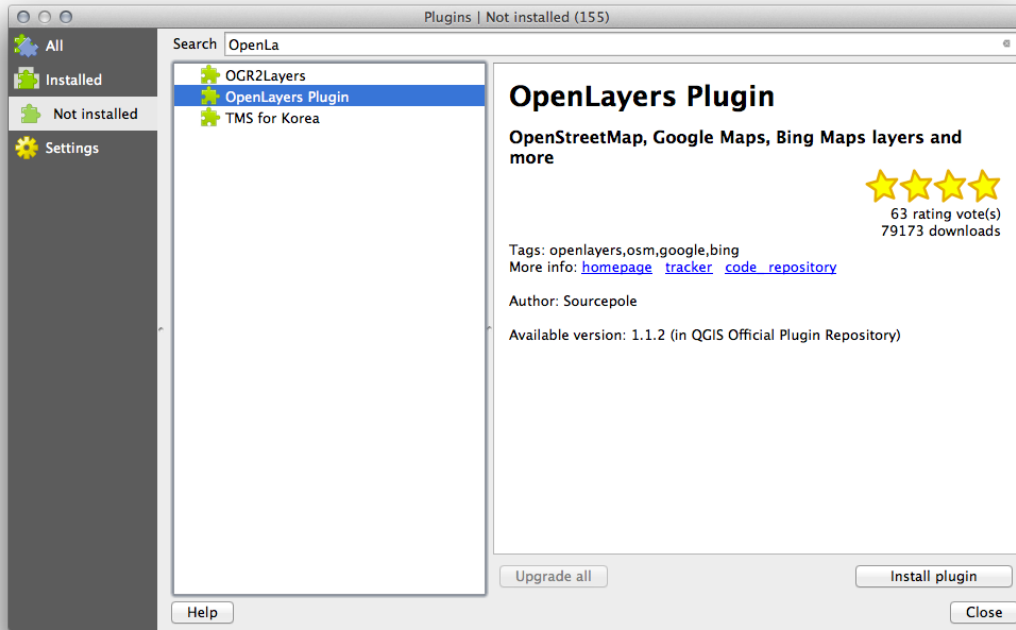 Plugins | Not installed (155)
All
Installed
Not installed
Settings
Search OpenLa
OGR2Layers
OpenLayers Plugin
TMS for Korea
OpenLayers Plugin
OpenStreetMap, Google Maps, Bing Maps layers and
more
63 rating vote(s)
79173 downloads
Tags: openlayers,osm,google,bing
More info: homepage tracker code repository
Author: Sourcepole
Available version: 1.1.2 (in QGIS Official Plugin Repository)
Upgrade all
Install plugin
Help
Close